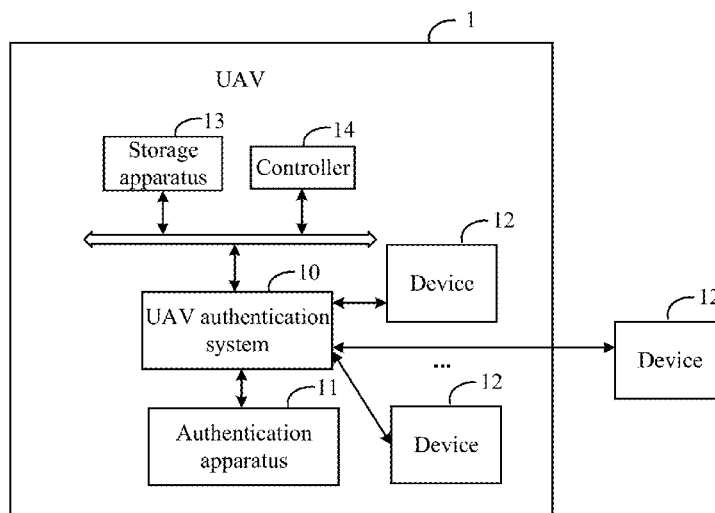 1
UAV
13
14
Storage
apparatus
Controller
12
Device
10
UAV authentication
system
12
Device
...
11
Authentication
apparatus
12
Device